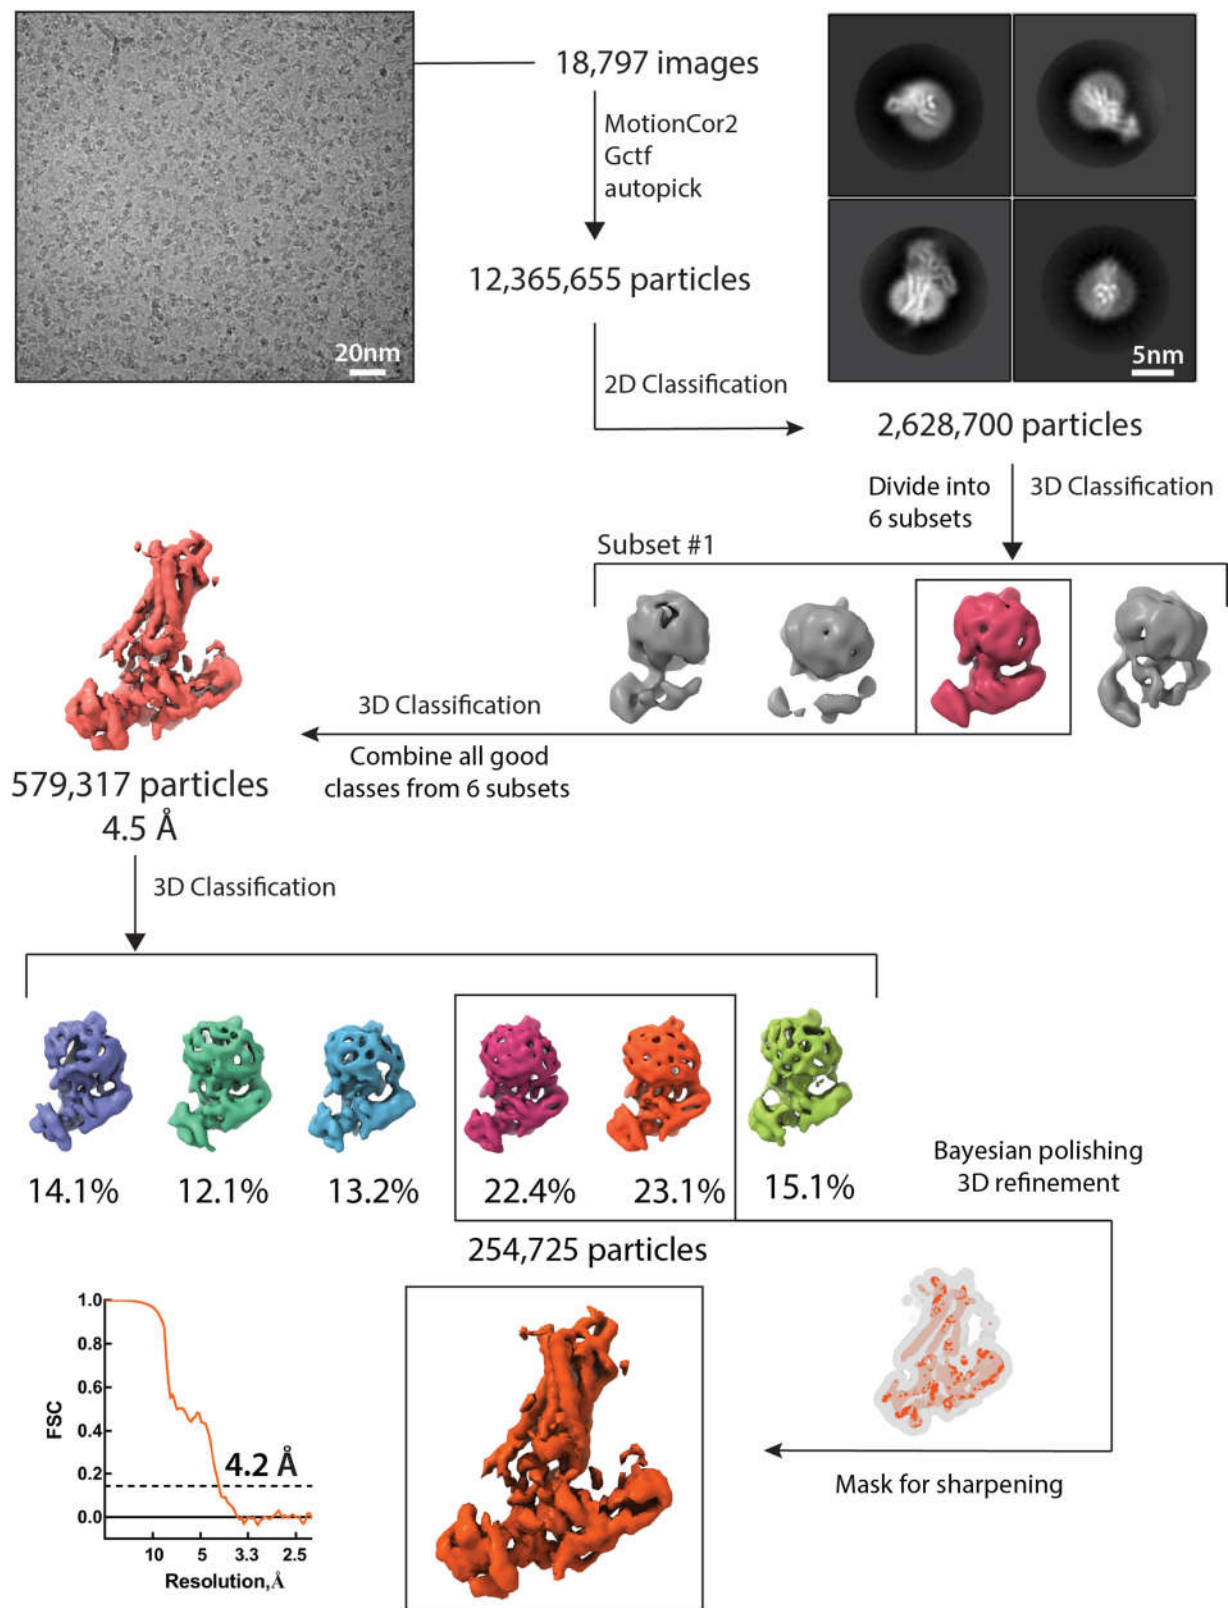 18,797 images
MotionCor2
Gctf
autopick
20nm
12,365,655 particles
2D Classification
5nm
2,628,700 particles
Divide into
6 subsets
3D Classification
Subset #1
3D Classification
Combine all good
classes from 6 subsets
579,317 particles
4.5 Å
3D Classification
14.1%
12.1%
13.2%
22.4%
23.1%
15.1%
Bayesian polishing
3D refinement
254,725 particles
1.0
0.8
0.6
0.4
0.2
0.0
FSC
4.2 Å
10
5
3.3
2.5
Resolution,Å
Mask for sharpening